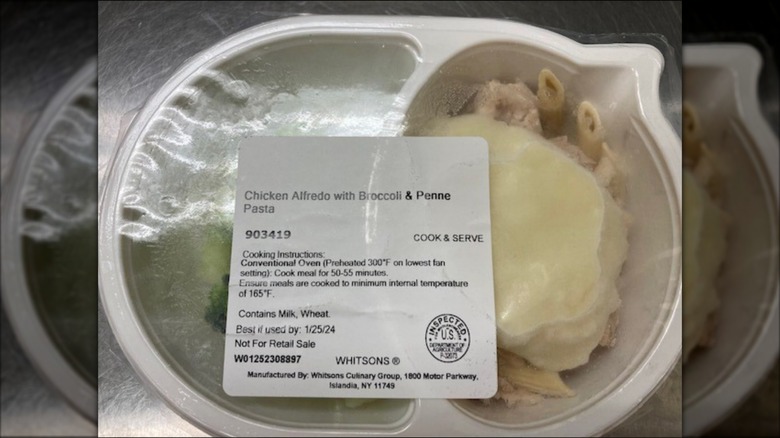 Chicken Alfredo with Broccoli & Penne
Pasta
903419
COOK & SERVE
Cooking Instructions:
Conventional Oven (Preheated 300°F on lowest fan
setting): Cook meal for 50-55 minutes.
Ensure meals are cooked to minimum internal temperature
of 165°F.
Contains Milk, Wheat.
Best if used by: 1/25/24
Not For Retail Sale
W01252308897
WHITSONS ®
INSPECTED
U.S.
DEPARTMENT OF
AGRICULTURE
P-32073
Manufactured By: Whitsons Culinary Group, 1800 Motor Parkway,
Islandia, NY 11749